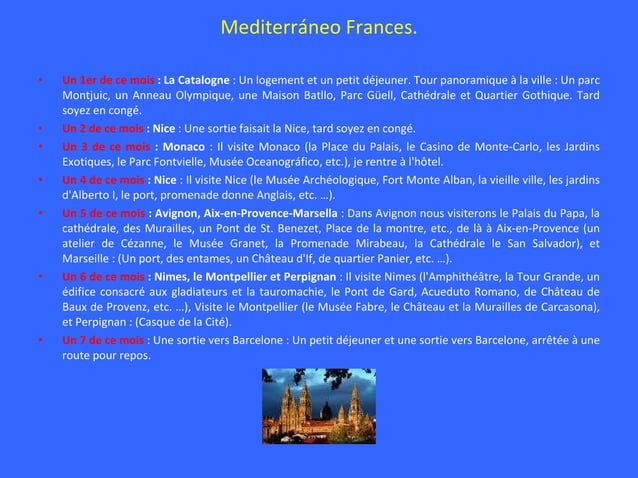 Mediterráneo Frances.
• Un 1er de ce mois : La Catalogne : Un logement et un petit déjeuner. Tour panoramique à la ville : Un parc
Montjuic, un Anneau Olympique, une Maison Batllo, Parc Güell, Cathédrale et Quartier Gothique. Tard
soyez en congé.
• Un 2 de ce mois : Nice : Une sortie faisait la Nice, tard soyez en congé.
• Un 3 de ce mois : Monaco : Il visite Monaco (la Place du Palais, le Casino de Monte-Carlo, les Jardins
Exotiques, le Parc Fontvielle, Musée Oceanográfico, etc.), je rentre à l'hôtel.
• Un 4 de ce mois : Nice : Il visite Nice (le Musée Archéologique, Fort Monte Alban, la vieille ville, les jardins
d'Alberto I, le port, promenade donne Anglais, etc. …).
• Un 5 de ce mois : Avignon, Aix-en-Provence-Marsella : Dans Avignon nous visiterons le Palais du Papa, la
cathédrale, des Murailles, un Pont de St. Benezet, Place de la montre, etc., de là à Aix-en-Provence (un
atelier de Cézanne, le Musée Granet, la Promenade Mirabeau, la Cathédrale le San Salvador), et
Marseille : (Un port, des entames, un Château d'If, de quartier Panier, etc. …).
• Un 6 de ce mois : Nimes, le Montpellier et Perpignan : Il visite Nimes (l'Amphithéâtre, la Tour Grande, un
édifice consacré aux gladiateurs et la tauromachie, le Pont de Gard, Acueduto Romano, de Château de
Baux de Provenz, etc. …), Visite le Montpellier (le Musée Fabre, le Château et la Murailles de Carcasona),
et Perpignan : (Casque de la Cité).
• Un 7 de ce mois : Une sortie vers Barcelone : Un petit déjeuner et une sortie vers Barcelone, arrêtée à une
route pour repos.